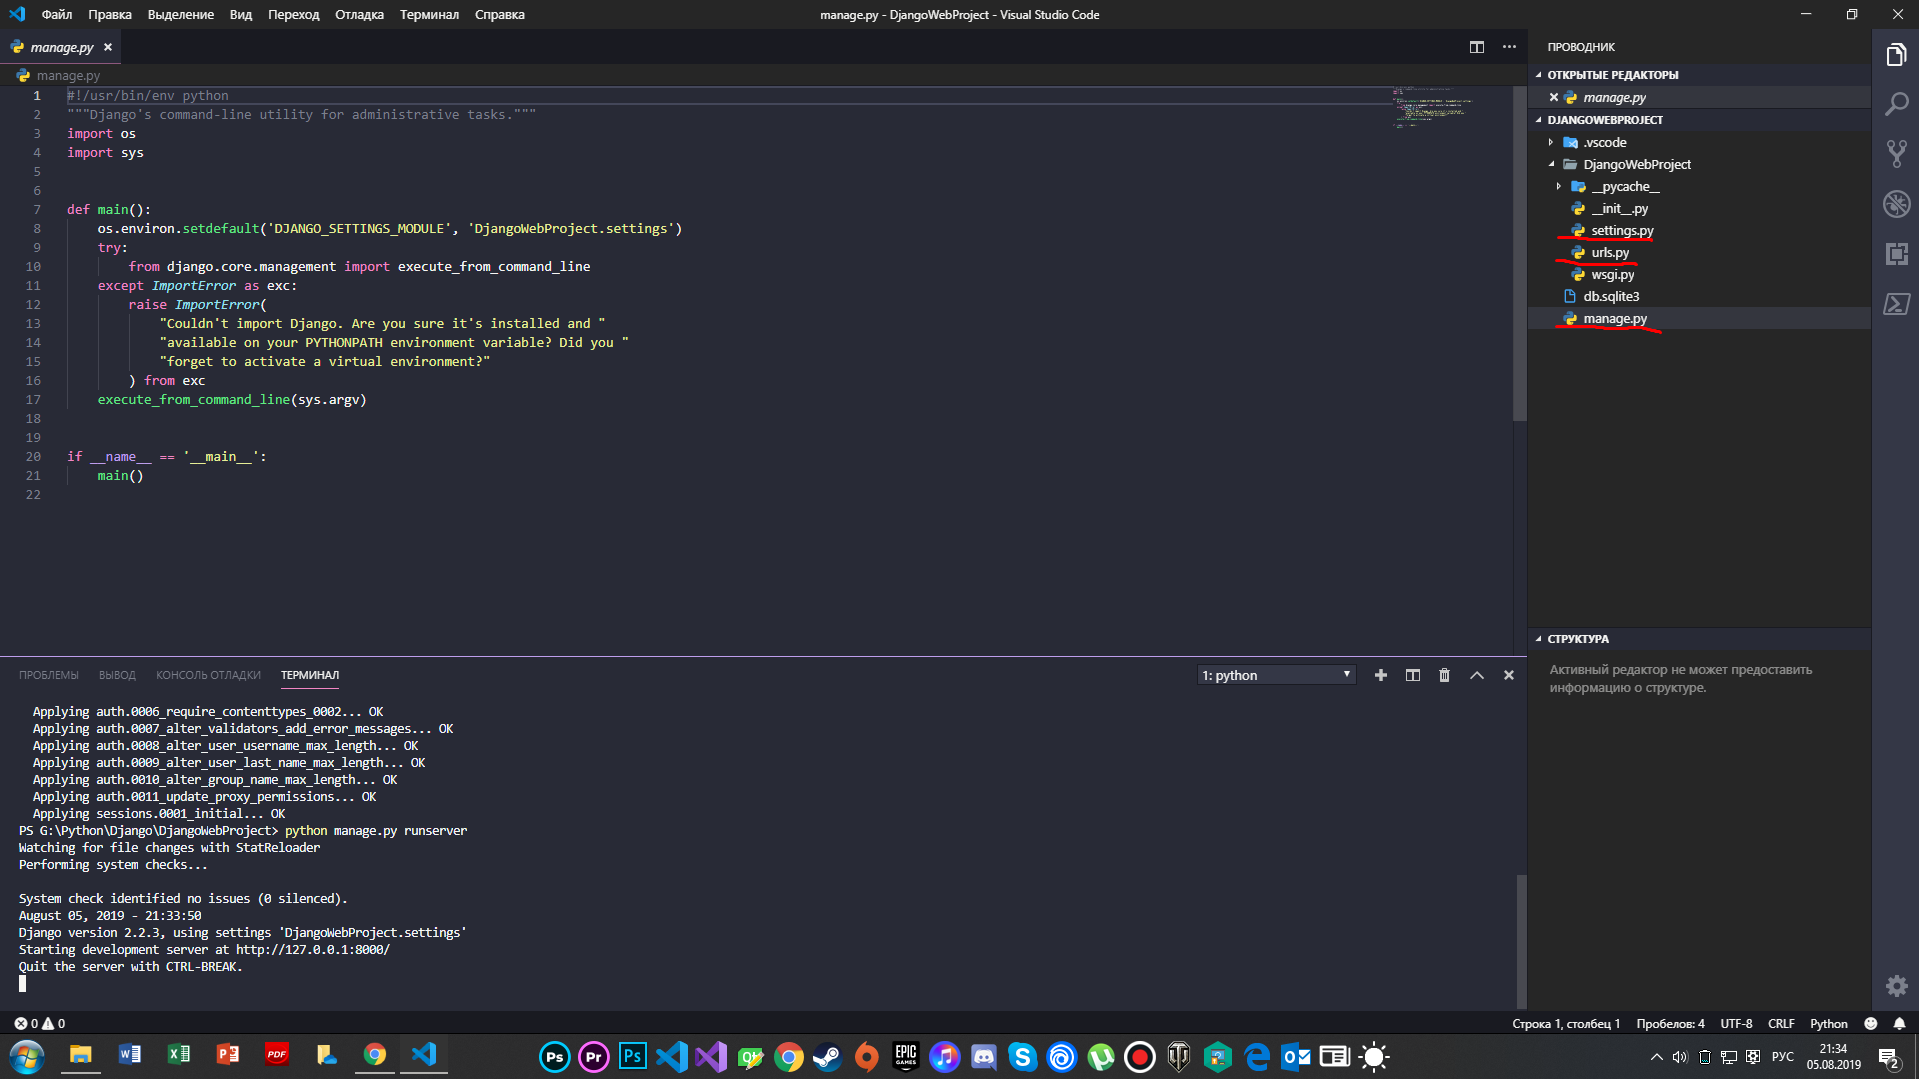 Файл Правка Выделение Вид Переход Отладка Терминал Справка
manage.py - DjangoWebProject - Visual Studio Code
manage.py
manage.py
1 #!/usr/bin/env python
2 """Django's command-line utility for administrative tasks."""
3 import os
4 import sys
5
6
7 def main():
8 os.environ.setdefault('DJANGO_SETTINGS_MODULE', 'DjangoWebProject.settings')
9 try:
10 from django.core.management import execute_from_command_line
11 except ImportError as exc:
12 raise ImportError(
13 "Couldn't import Django. Are you sure it's installed and "
14 "available on your PYTHONPATH environment variable? Did you "
15 "forget to activate a virtual environment?"
16 ) from exc
17 execute_from_command_line(sys.argv)
18
19
20 if __name__ == '__main__':
21 main()
22
ПРОВОДНИК
ОТКРЫТЫЕ РЕДАКТОРЫ
manage.py
DJANGOWEBPROJECT
.vscode
DjangoWebProject
__pycache__
__init__.py
settings.py
urls.py
wsgi.py
db.sqlite3
manage.py
СТРУКТУРА
Активный редактор не может предоставить
информацию о структуре.
ПРОБЛЕМЫ ВЫВОД КОНСОЛЬ ОТЛАДКИ ТЕРМИНАЛ
1: python
Applying auth.0006_require_contenttypes_0002... OK
Applying auth.0007_alter_validators_add_error_messages... OK
Applying auth.0008_alter_user_username_max_length... OK
Applying auth.0009_alter_user_last_name_max_length... OK
Applying auth.0010_alter_group_name_max_length... OK
Applying auth.0011_update_proxy_permissions... OK
Applying sessions.0001_initial... OK
PS G:\Python\Django\DjangoWebProject> python manage.py runserver
Watching for file changes with StatReloader
Performing system checks...
System check identified no issues (0 silenced).
August 05, 2019 - 21:33:50
Django version 2.2.3, using settings 'DjangoWebProject.settings'
Starting development server at http://127.0.0.1:8000/
Quit the server with CTRL-BREAK.
0 0
Строка 1, столбец 1 Пробелов: 4 UTF-8 CRLF Python
PDF
Ps Pr Ps
Qt
EPIC GAMES
РУС
21:34
05.08.2019
2